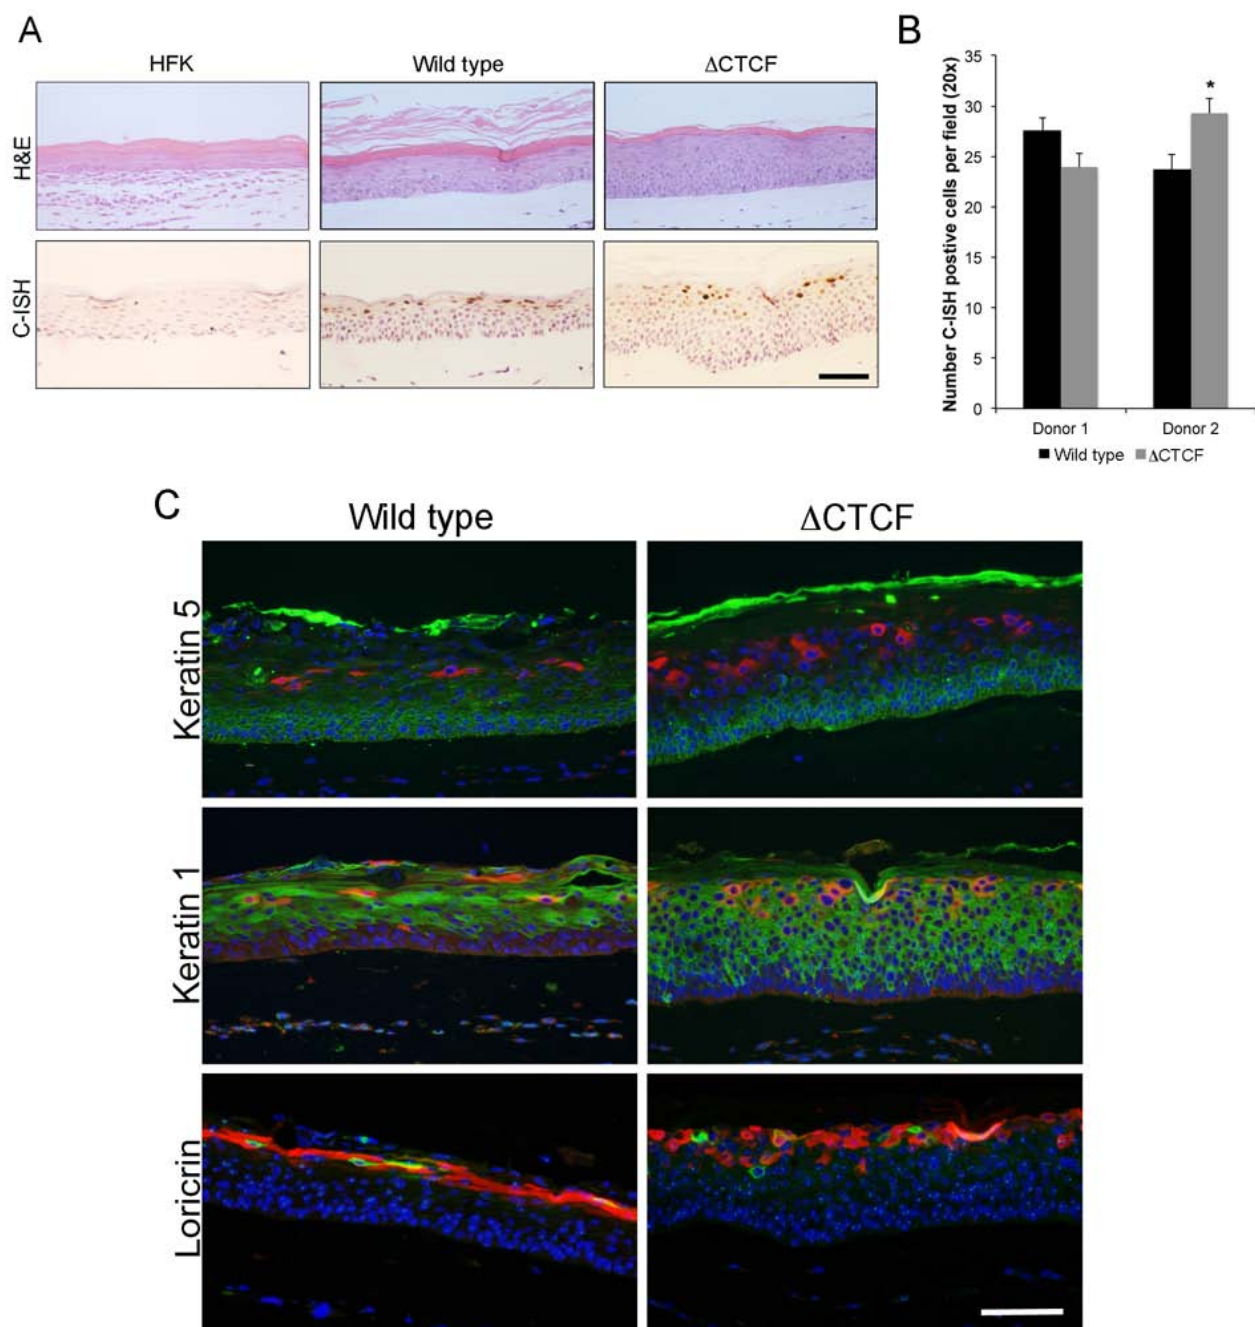 A
HFK
Wild type
ΔCTCF
H&E
C-ISH
B
Number C-ISH postive cells per field (20x)
35
30
25
20
15
10
5
0
*
Donor 1
Donor 2
Wild type
ΔCTCF
C
Wild type
ΔCTCF
Keratin 5
Keratin 1
Loricrin